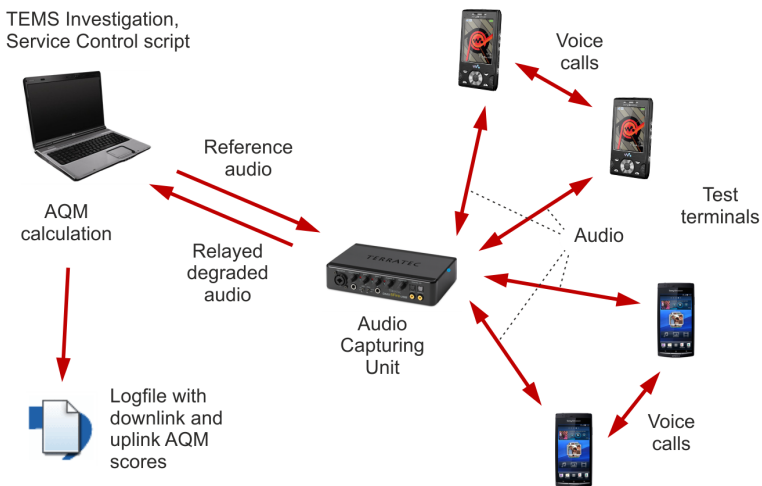 TEMS Investigation,
Service Control script
Voice
calls
Reference
audio
Test
terminals
AQM
calculation
Relayed
degraded
audio
Audio
TERRATEC
Audio
Capturing
Unit
Logfile with
downlink and
uplink AQM
scores
Voice
calls